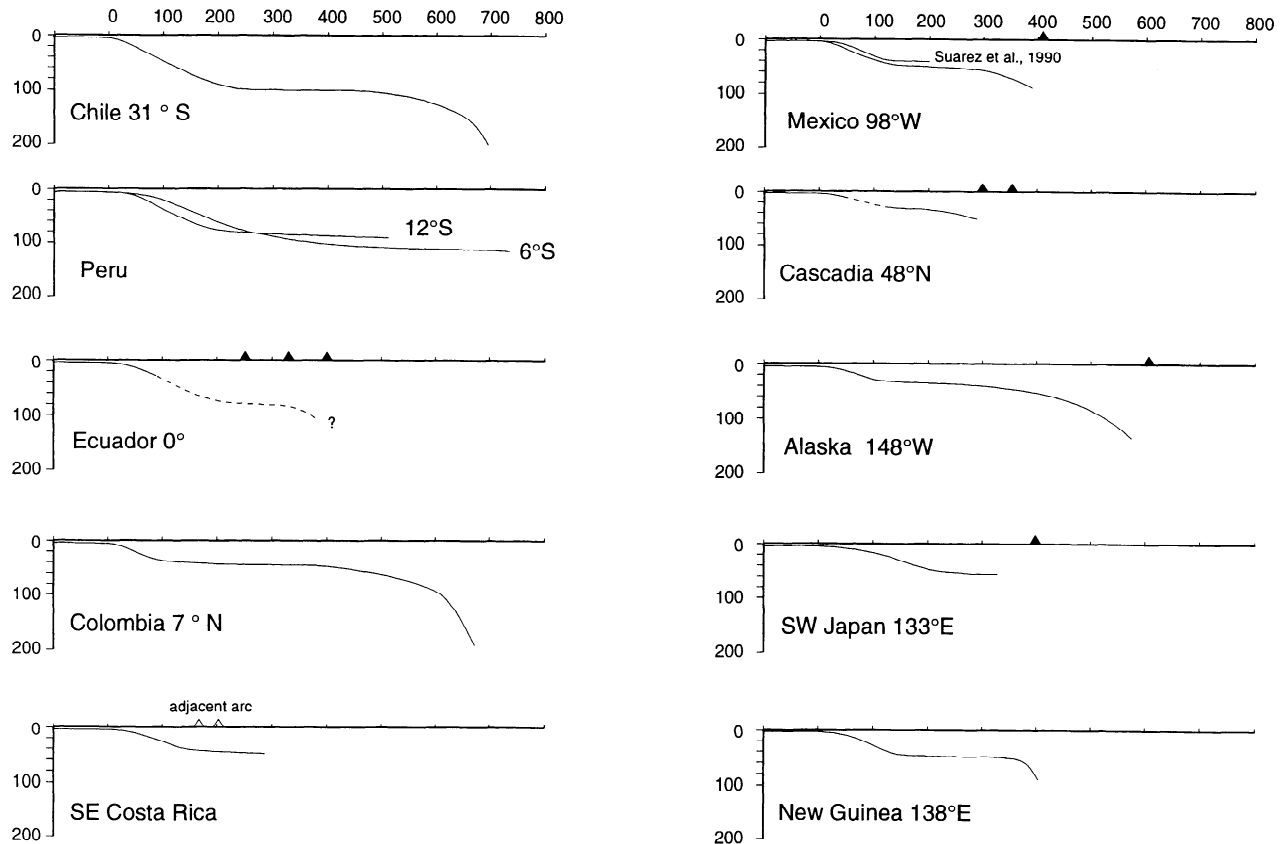 0 100 200 300 400 500 600 700 800
0
100
200
Chile 31 ° S
0
100
200
12°S
6°S
Peru
0
100
200
?
Ecuador 0°
0
100
200
Colombia 7 ° N
adjacent arc
0
100
200
SE Costa Rica
0 100 200 300 400 500 600 700 800
0
100
200
Suarez et al., 1990
Mexico 98°W
0
100
200
Cascadia 48°N
0
100
200
Alaska 148°W
0
100
200
SW Japan 133°E
0
100
200
New Guinea 138°E